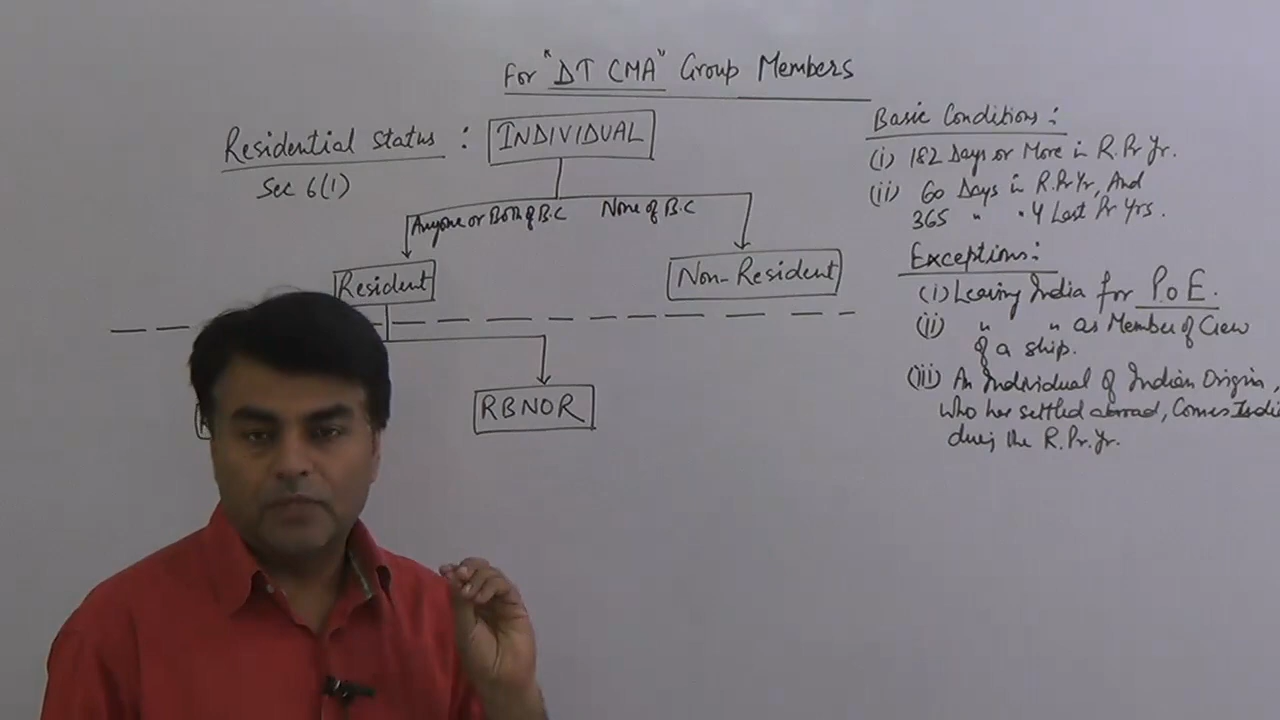 For "DT CMA" Group Members
Residential Status :
Sec 6(1)
INDIVIDUAL
Anyone or Both of B.C
None of B.C
Resident
Non-Resident
RBNOR
Basic Conditions :
(i) 182 Days or More in R.Pr Yr.
(ii) 60 Days in R.Pr Yr, And
365 " " 4 Last Pr Yrs.
Exceptions :
(i) Leaving India for P.o E.
(ii) " " as Member of Crew
of a ship.
(iii) An Individual of Indian Origin,
Who has settled abroad, Comes Indi
durig the R.Pr.Yr.